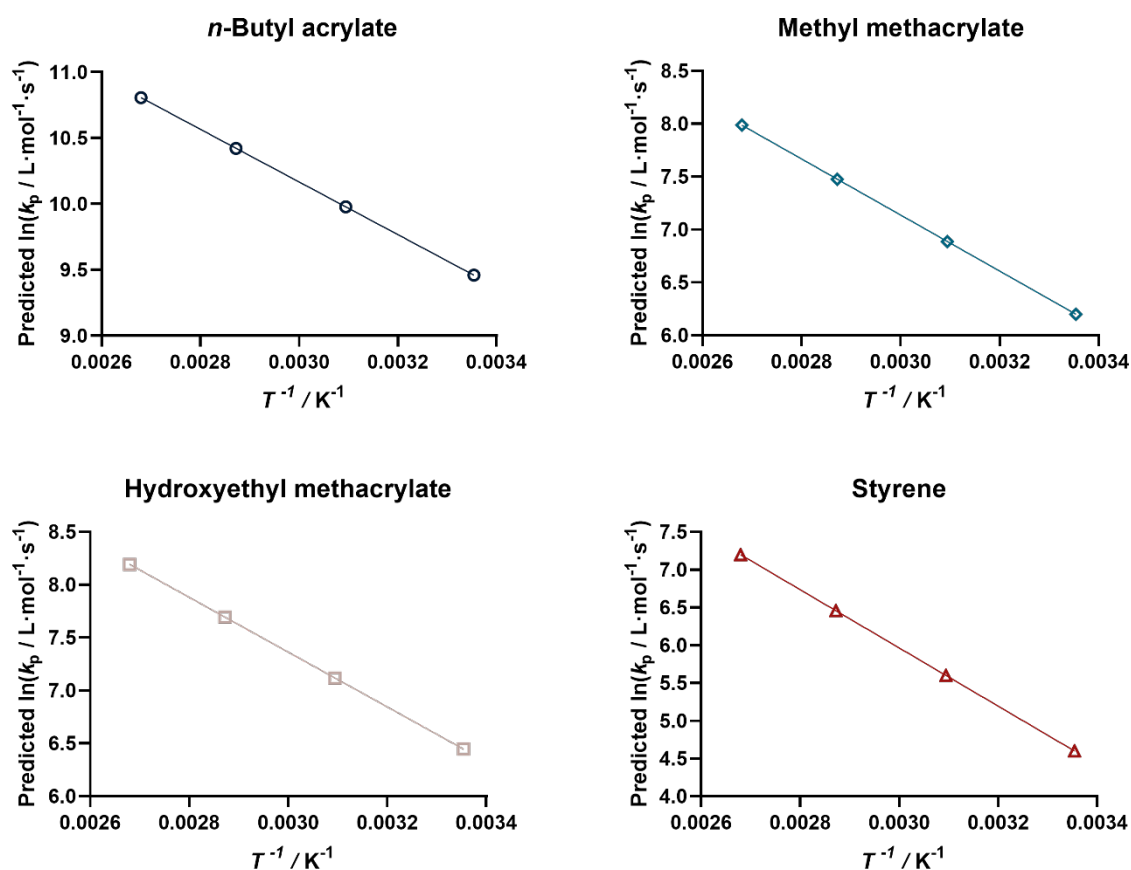 n-Butyl acrylate
Predicted ln(kp / L·mol⁻¹·s⁻¹)
11.0
10.5
10.0
9.5
9.0
0.0026 0.0028 0.0030 0.0032 0.0034
T⁻¹ / K⁻¹
Methyl methacrylate
Predicted ln(kp / L·mol⁻¹·s⁻¹)
8.5
8.0
7.5
7.0
6.5
6.0
0.0026 0.0028 0.0030 0.0032 0.0034
T⁻¹ / K⁻¹
Hydroxyethyl methacrylate
Predicted ln(kp / L·mol⁻¹·s⁻¹)
8.5
8.0
7.5
7.0
6.5
6.0
0.0026 0.0028 0.0030 0.0032 0.0034
T⁻¹ / K⁻¹
Styrene
Predicted ln(kp / L·mol⁻¹·s⁻¹)
7.5
7.0
6.5
6.0
5.5
5.0
4.5
4.0
0.0026 0.0028 0.0030 0.0032 0.0034
T⁻¹ / K⁻¹